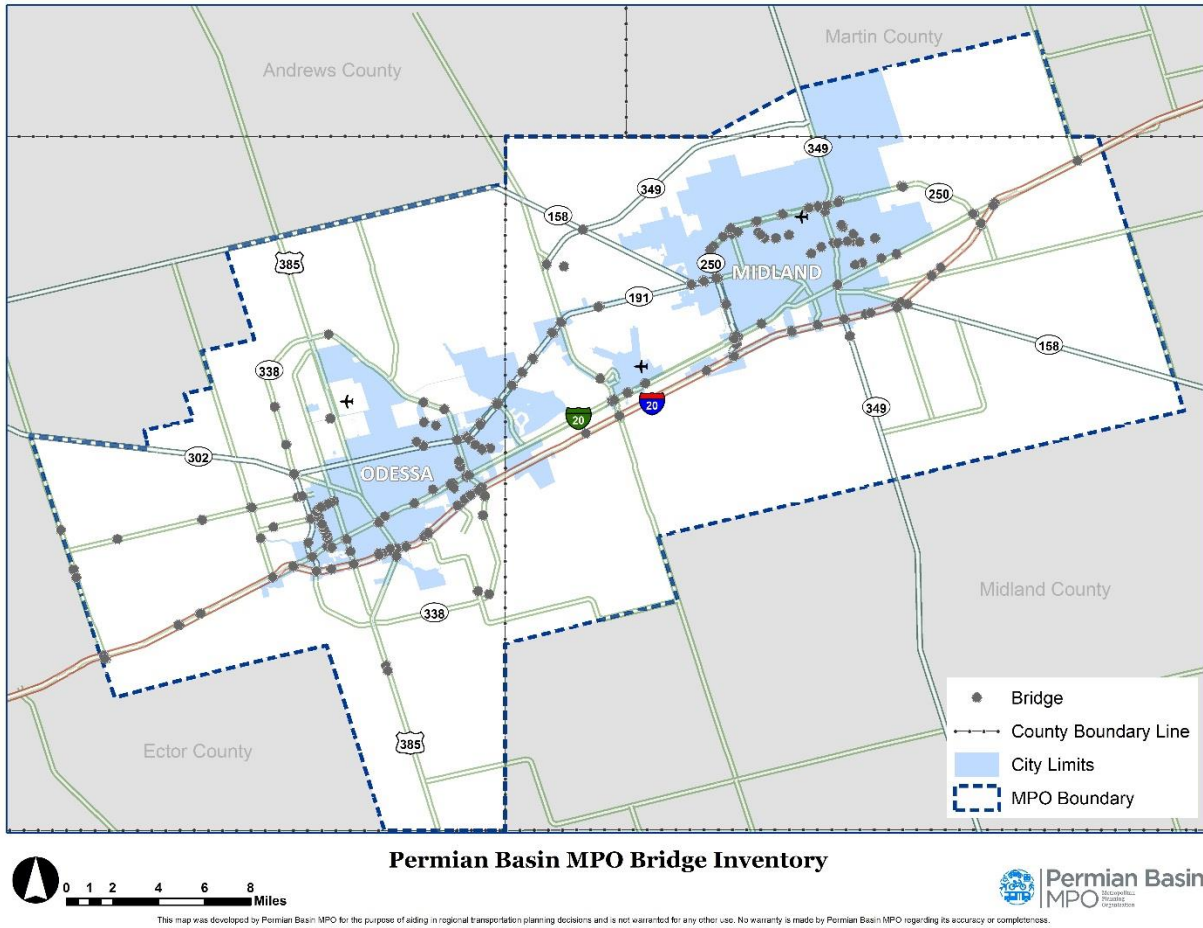 Martin County
Andrews County
349
349
250
158
385
250
MIDLAND
191
338
158
20
20
349
302
ODESSA
338
Midland County
Ector County
385
Bridge
County Boundary Line
City Limits
MPO Boundary
Permian Basin MPO Bridge Inventory
0 1 2 4 6 8
Miles
Permian Basin
MPO Metropolitan
Planning
Organization
This map was developed by Permian Basin MPO for the purpose of aiding in regional transportation planning decisions and is not warranted for any other use. No warranty is made by Permian Basin MPO regarding its accuracy or completeness.